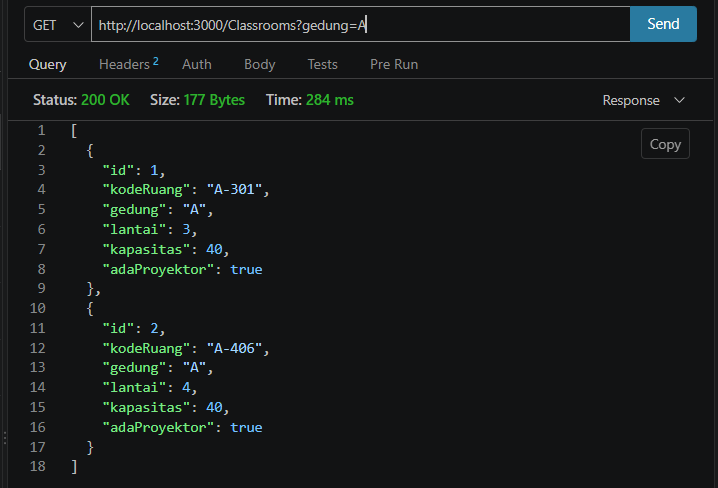 GET http://localhost:3000/Classrooms?gedung=A Send
Query Headers 2 Auth Body Tests Pre Run
Status: 200 OK Size: 177 Bytes Time: 284 ms Response
Copy
1 [
2 {
3 "id": 1,
4 "kodeRuang": "A-301",
5 "gedung": "A",
6 "lantai": 3,
7 "kapasitas": 40,
8 "adaProyektor": true
9 },
10 {
11 "id": 2,
12 "kodeRuang": "A-406",
13 "gedung": "A",
14 "lantai": 4,
15 "kapasitas": 40,
16 "adaProyektor": true
17 }
18 ]